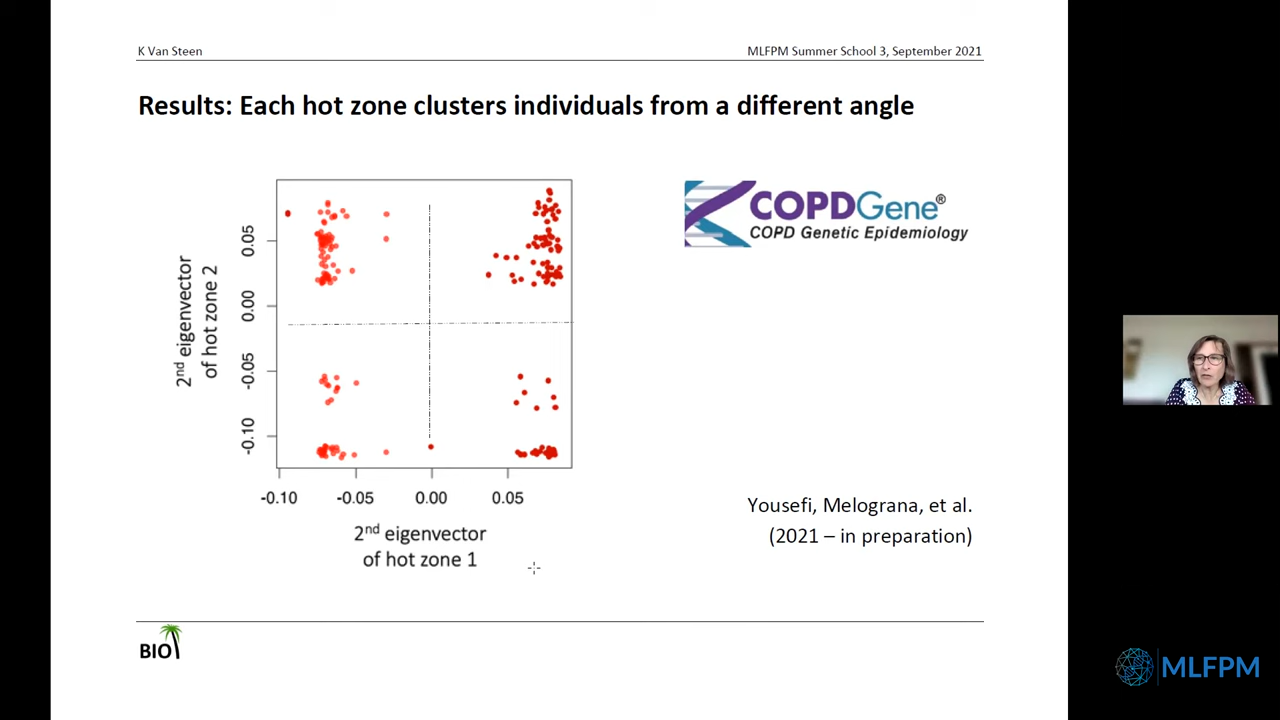 K Van Steen
MLFPM Summer School 3, September 2021
Results: Each hot zone clusters individuals from a different angle
COPDGene®
COPD Genetic Epidemiology
2nd eigenvector
of hot zone 2
0.05
0.00
-0.05
-0.10
-0.10 -0.05 0.00 0.05
2nd eigenvector
of hot zone 1
Yousefi, Melograna, et al.
(2021 – in preparation)
BIO
MLFPM